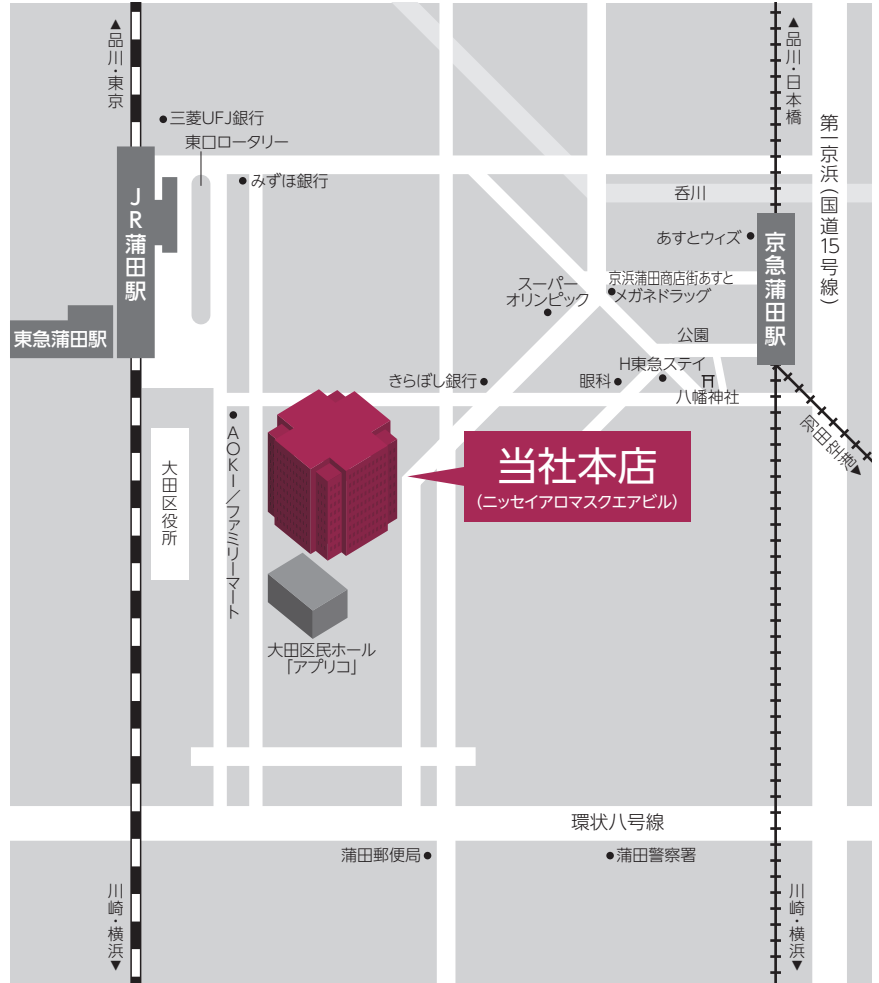 ▲品川・東京
▲品川・日本橋
三菱UFJ銀行
東口ロータリー
みずほ銀行
第一京浜（国道15号線）
呑川
JR蒲田駅
あすとウィズ
京急蒲田駅
京浜蒲田商店街あすと
メガネドラッグ
スーパー
オリンピック
東急蒲田駅
公園
H東急ステイ
きらぼし銀行
眼科
八幡神社
羽田空港▼
AOKI／ファミリーマート
大田区役所
当社本店
(ニッセイアロマスクエアビル)
大田区民ホール
「アプリコ」
環状八号線
蒲田郵便局
蒲田警察署
川崎・横浜▼
川崎・横浜▼